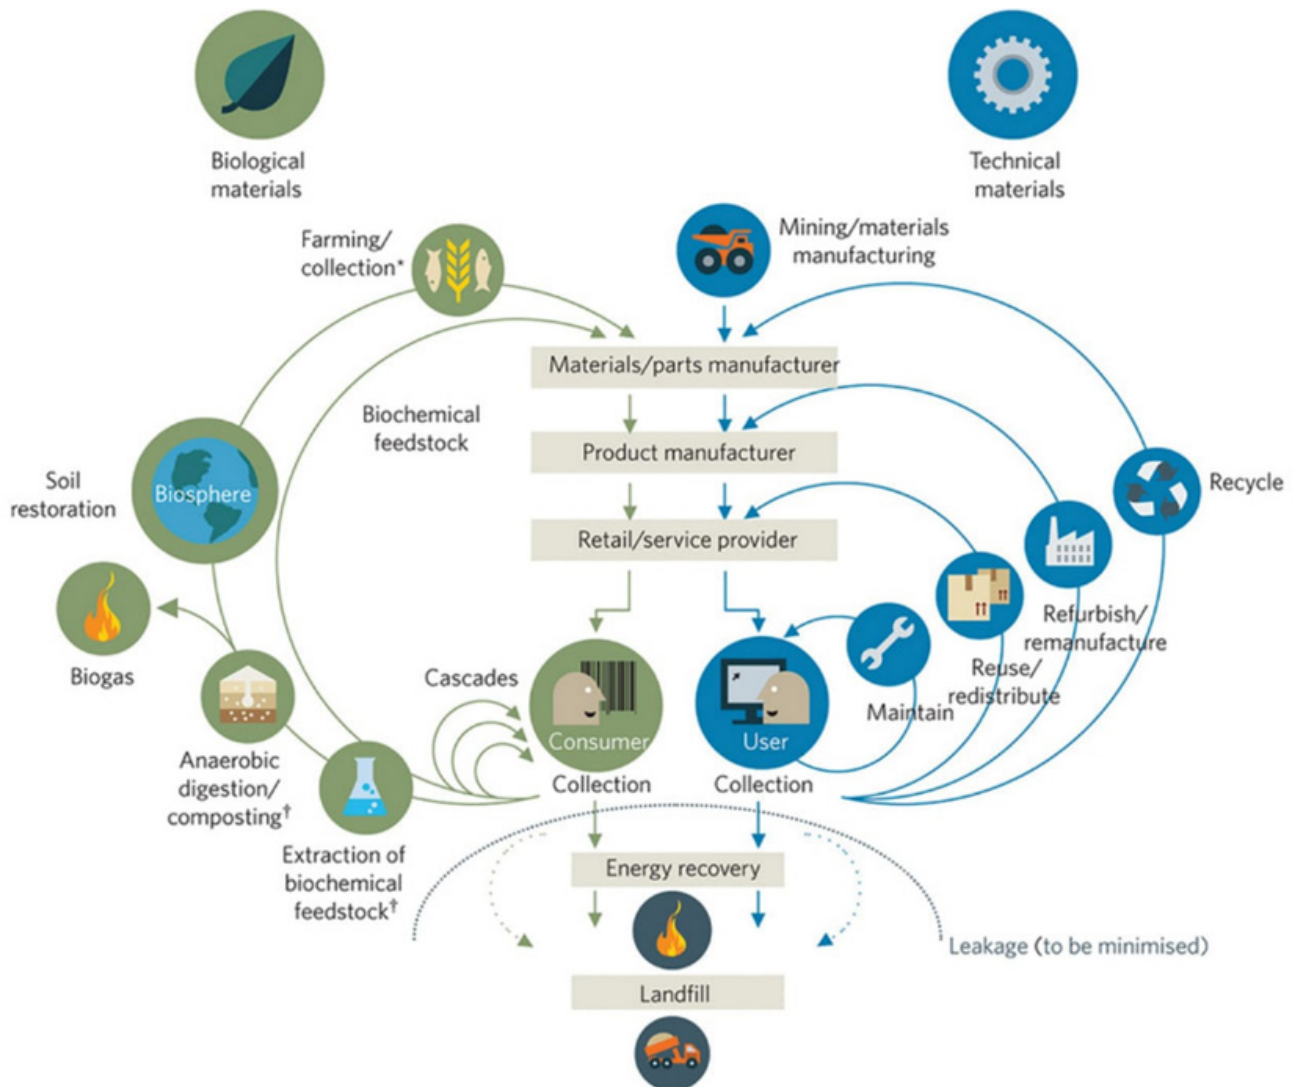 Biological
materials
Technical
materials
Farming/
collection*
Mining/materials
manufacturing
Materials/parts manufacturer
Biochemical
feedstock
Product manufacturer
Soil
restoration
Biosphere
Recycle
Retail/service provider
Biogas
Refurbish/
remanufacture
Reuse/
redistribute
Cascades
Maintain
Consumer
User
Anaerobic
digestion/
composting†
Collection
Collection
Extraction of
biochemical
feedstock†
Energy recovery
Leakage (to be minimised)
Landfill